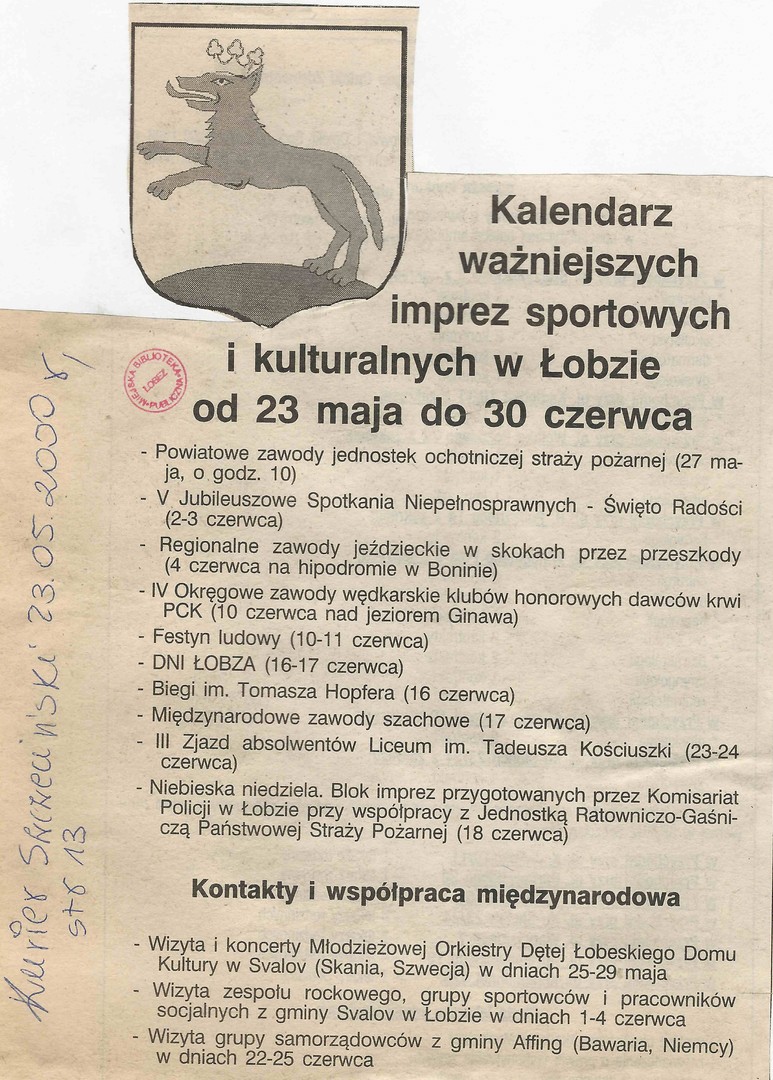 Kalendarz
ważniejszych
imprez sportowych
i kulturalnych w Łobzie
od 23 maja do 30 czerwca
MIEJSKA BIBLIOTEKA PUBLICZNA
ŁOBEZ
- Powiatowe zawody jednostek ochotniczej straży pożarnej (27 ma-
ja, o godz. 10)
- V Jubileuszowe Spotkania Niepełnosprawnych - Święto Radości
(2-3 czerwca)
- Regionalne zawody jeździeckie w skokach przez przeszkody
(4 czerwca na hipodromie w Boninie)
- IV Okręgowe zawody wędkarskie klubów honorowych dawców krwi
PCK (10 czerwca nad jeziorem Ginawa)
- Festyn ludowy (10-11 czerwca)
- DNI ŁOBZA (16-17 czerwca)
- Biegi im. Tomasza Hopfera (16 czerwca)
- Międzynarodowe zawody szachowe (17 czerwca)
- III Zjazd absolwentów Liceum im. Tadeusza Kościuszki (23-24
czerwca)
- Niebieska niedziela. Blok imprez przygotowanych przez Komisariat
Policji w Łobzie przy współpracy z Jednostką Ratowniczo-Gaśni-
czą Państwowej Straży Pożarnej (18 czerwca)
Kontakty i współpraca międzynarodowa
- Wizyta i koncerty Młodzieżowej Orkiestry Dętej Łobeskiego Domu
Kultury w Svalov (Skania, Szwecja) w dniach 25-29 maja
- Wizyta zespołu rockowego, grupy sportowców i pracowników
socjalnych z gminy Svalov w Łobzie w dniach 1-4 czerwca
- Wizyta grupy samorządowców z gminy Affing (Bawaria, Niemcy)
w dniach 22-25 czerwca
Kurier Szczeciński 23.05.2000 r,
str 13